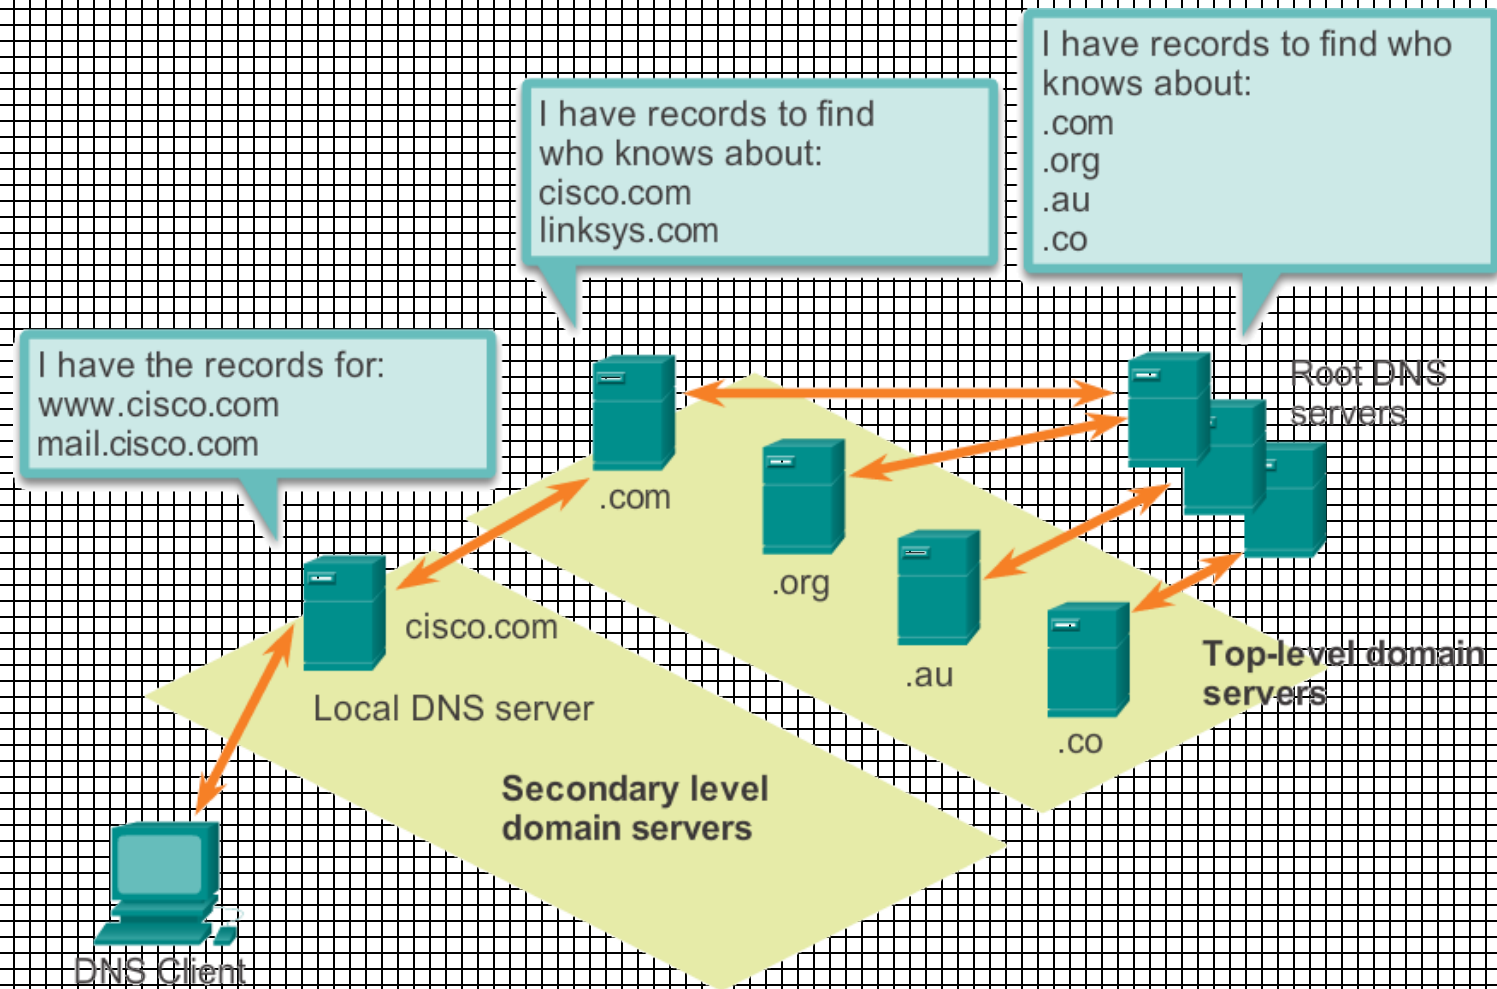 I have records to find who
knows about:
.com
.org
.au
.co
I have records to find
who knows about:
cisco.com
linksys.com
I have the records for:
www.cisco.com
mail.cisco.com
Root DNS
servers
.com
.org
.au
.co
Top-level domain
servers
cisco.com
Local DNS server
Secondary level
domain servers
DNS Client